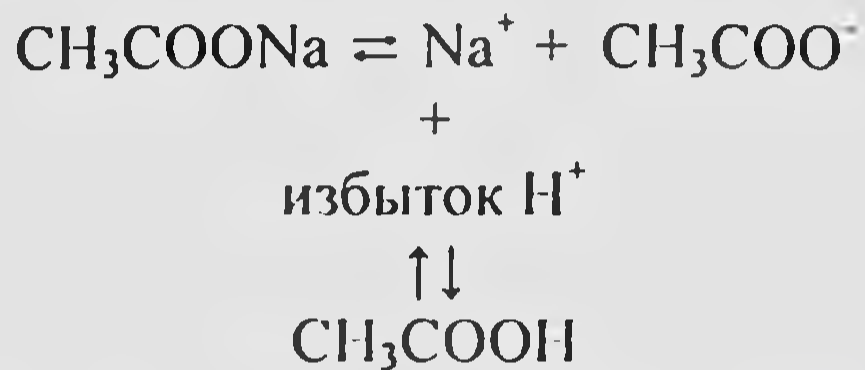 CH₃COONa ⇌ Na⁺ + CH₃COO⁻
+
избыток H⁺
↑↓
CH₃COOH